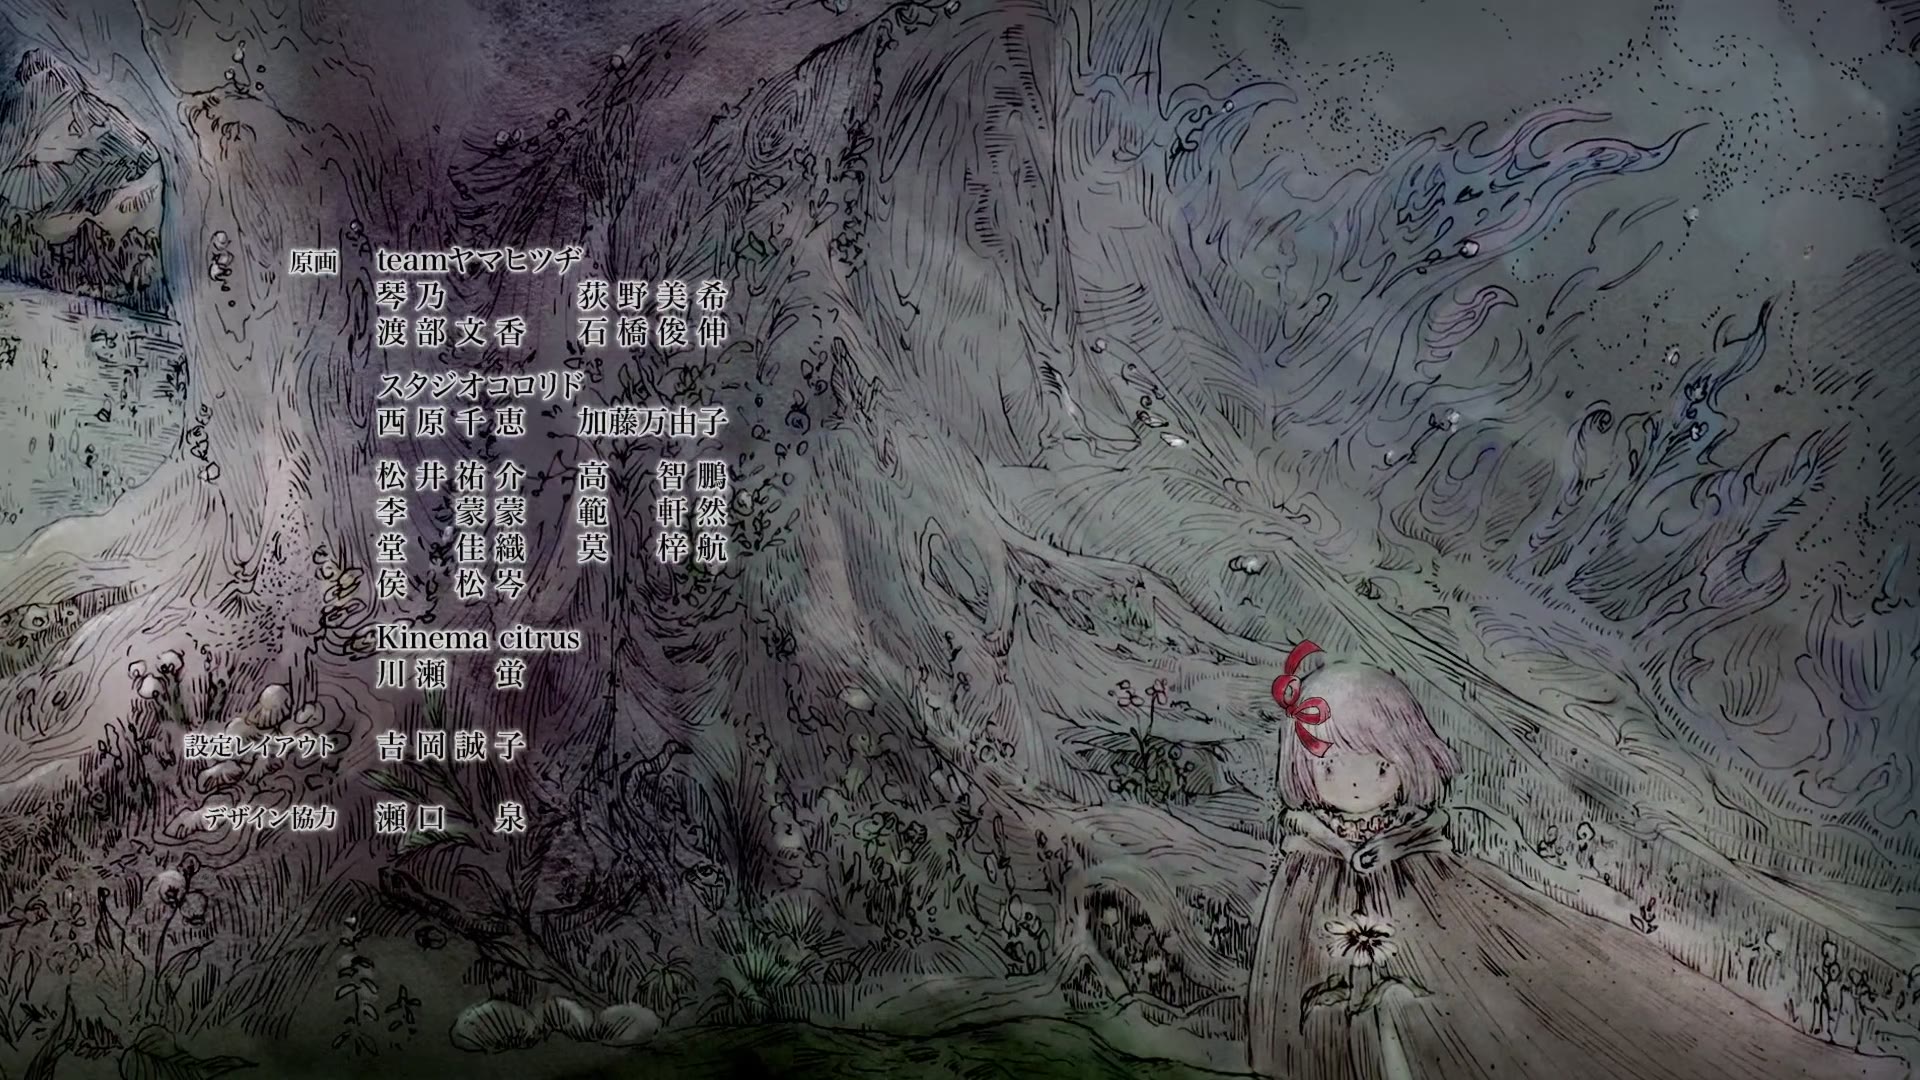 原画 teamヤマヒツヂ
琴乃 荻野美希
渡部文香 石橋俊伸
スタジオコロリド
西原千恵 加藤万由子
松井祐介 高智鵬
李蒙蒙 範軒然
堂佳織 莫梓航
侯松岑
Kinema citrus
川瀬蛍
設定レイアウト 吉岡誠子
デザイン協力 瀬口泉